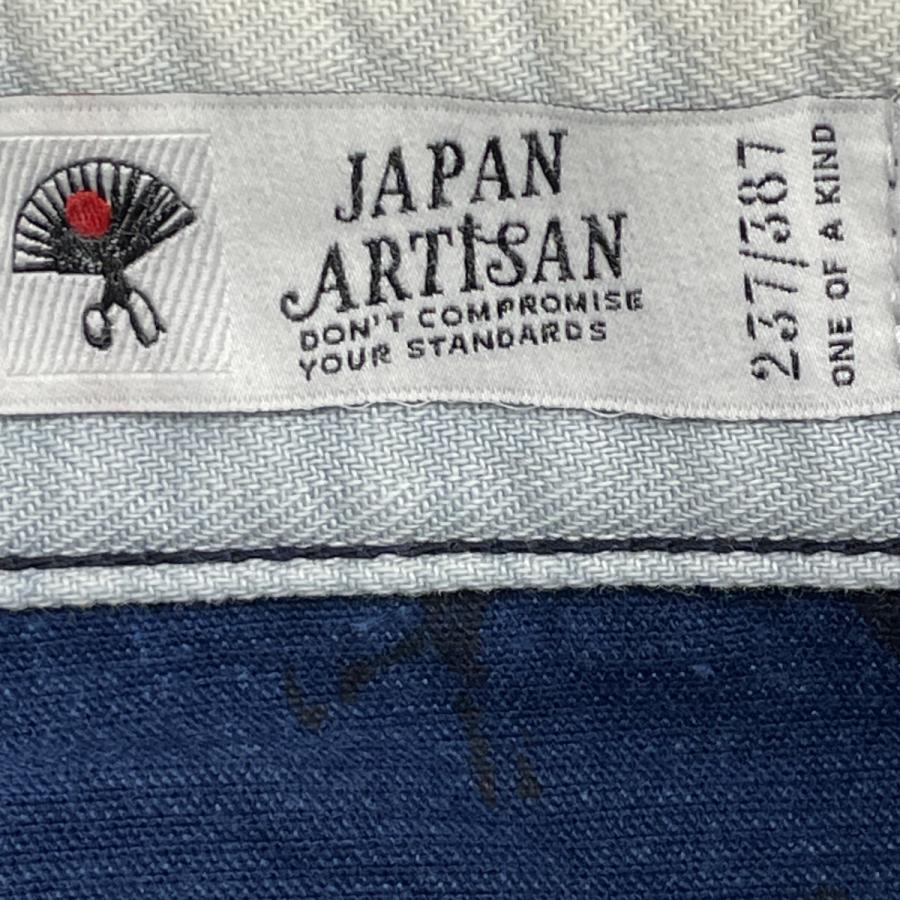 JAPAN
ARTISAN
DON'T COMPROMISE
YOUR STANDARDS
237/387
ONE OF A KIND